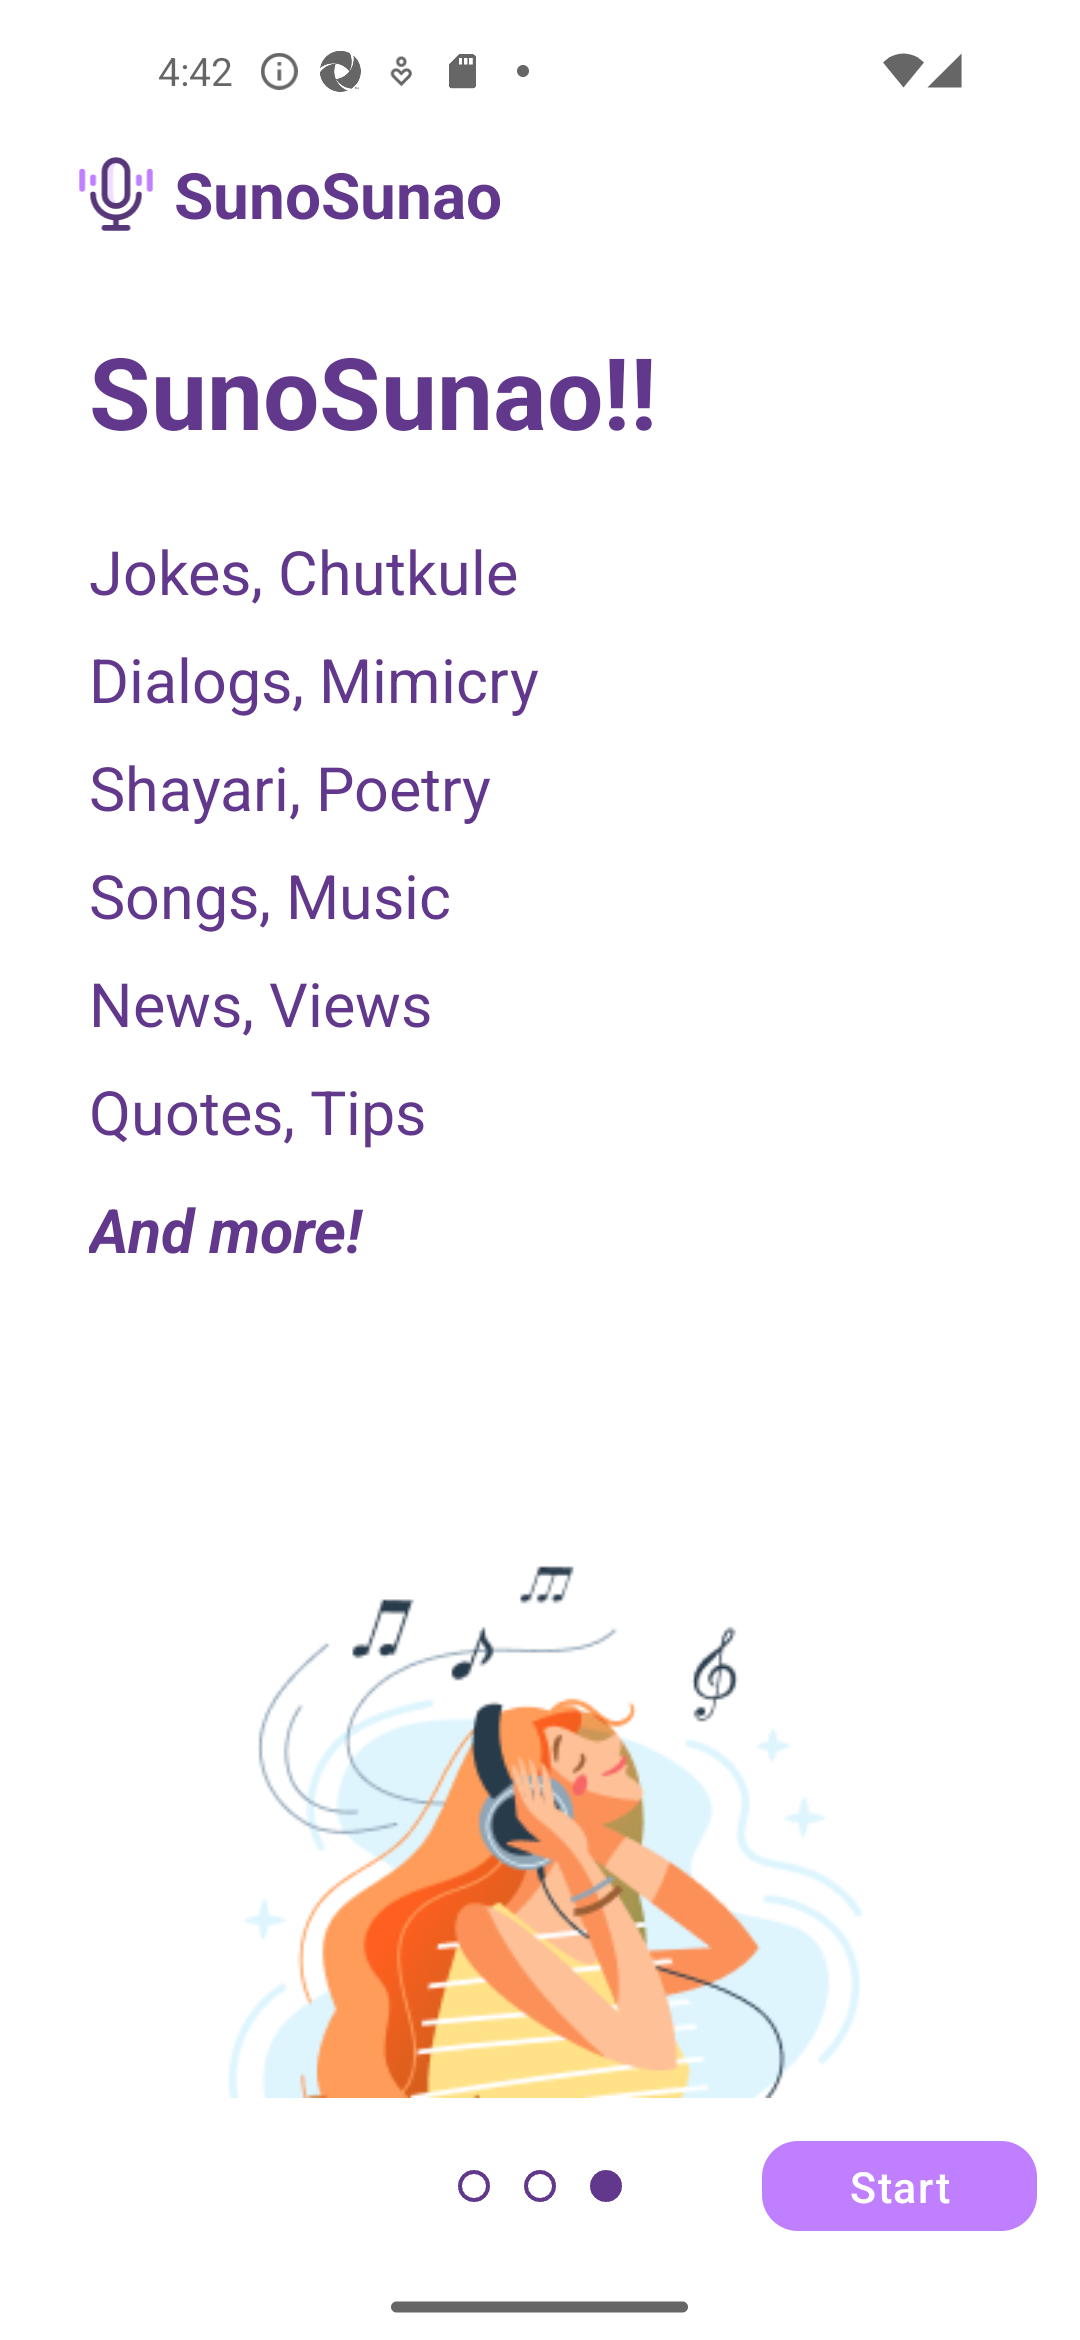 4:42
SunoSunao
SunoSunao!!
Jokes, Chutkule
Dialogs, Mimicry
Shayari, Poetry
Songs, Music
News, Views
Quotes, Tips
And more!
Start